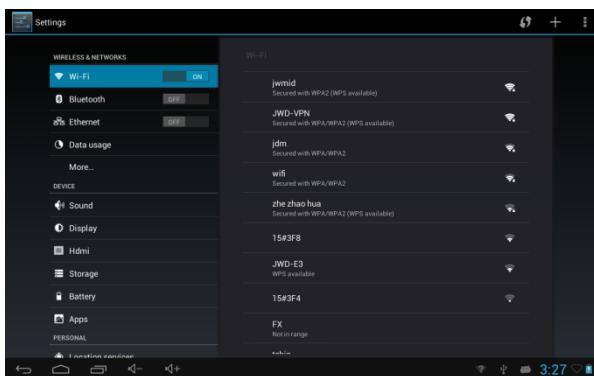 Settings
WIRELESS & NETWORKS
Wi-Fi ON
Bluetooth OFF
Ethernet OFF
Data usage
More...
DEVICE
Sound
Display
Hdmi
Storage
Battery
Apps
PERSONAL
Location services
Wi-Fi
jwmid
Secured with WPA2 (WPS available)
JWD-VPN
Secured with WPA/WPA2 (WPS available)
jdm
Secured with WPA/WPA2
wifi
Secured with WPA/WPA2
zhe zhao hua
Secured with WPA/WPA2 (WPS available)
15#3F8
JWD-E3
WPS available
15#3F4
FX
Not in range
3:27